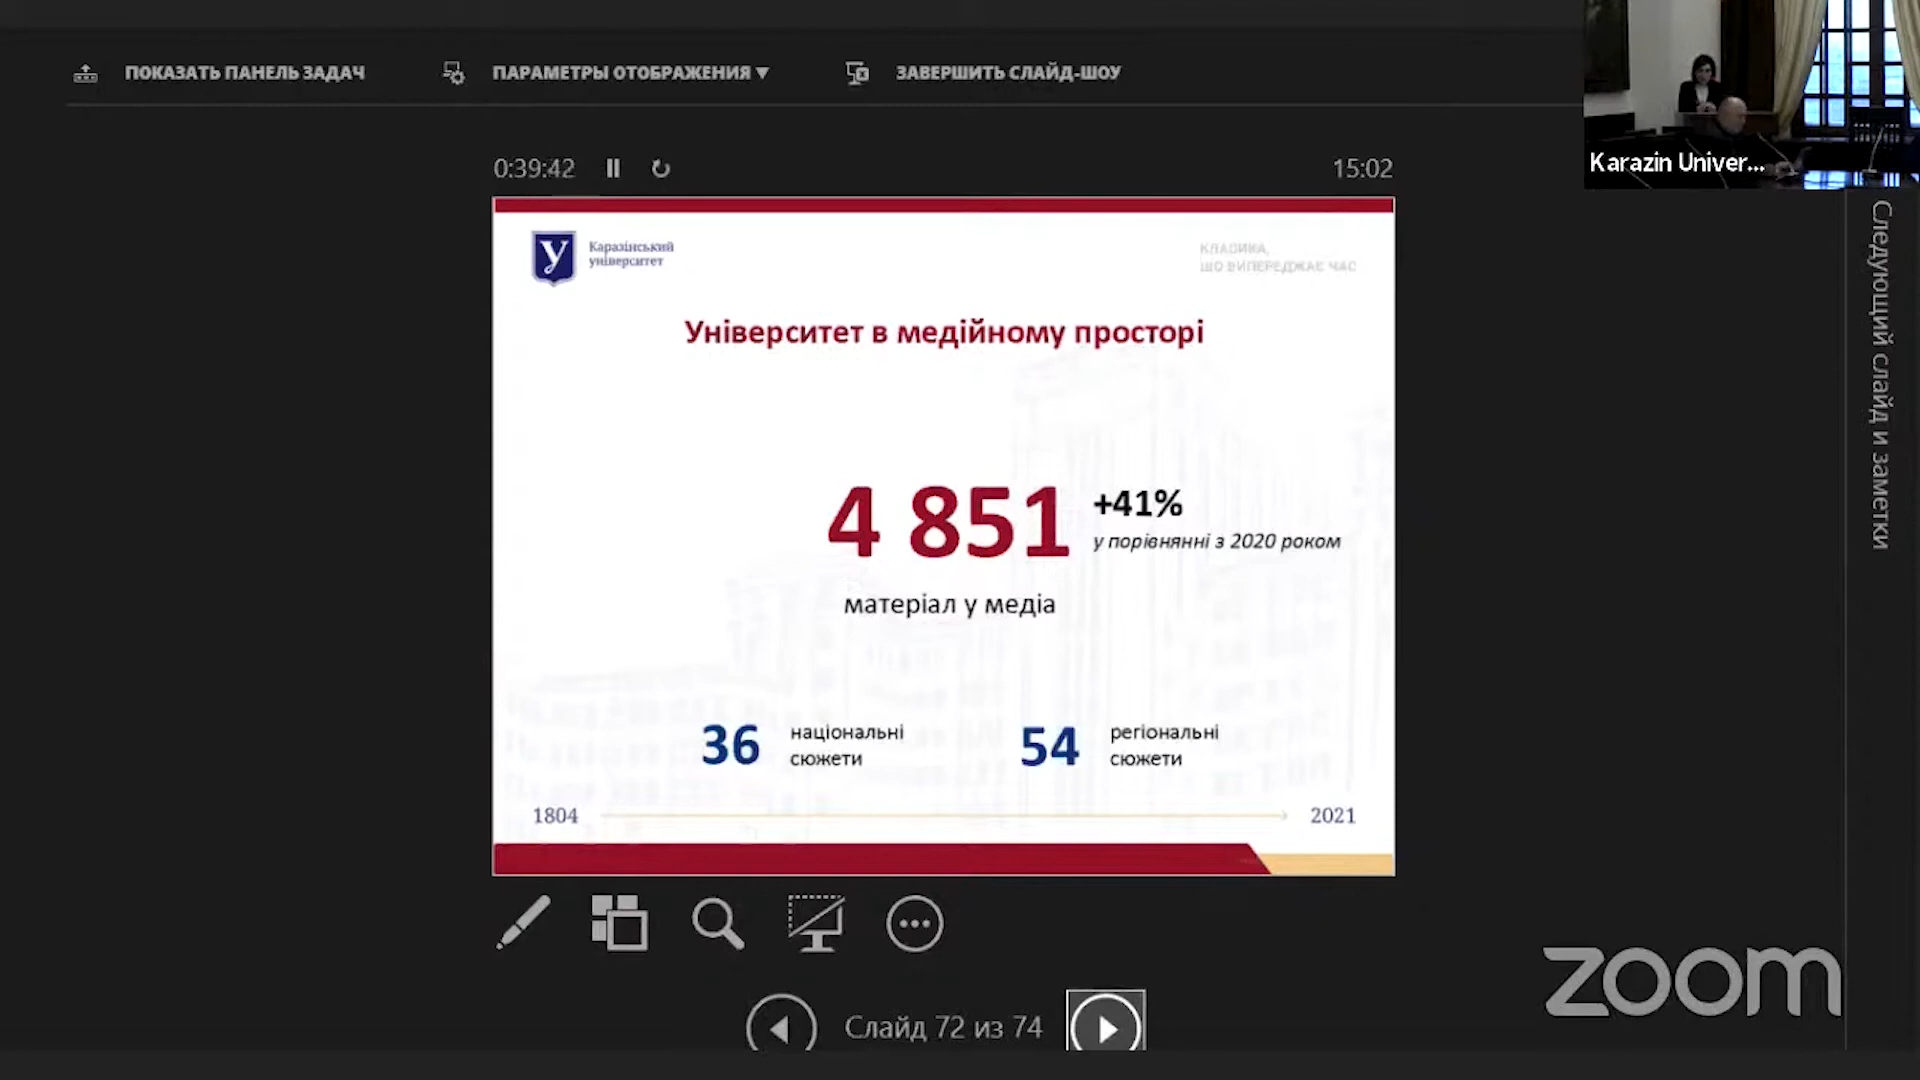 ПОКАЗАТЬ ПАНЕЛЬ ЗАДАЧ
ПАРАМЕТРЫ ОТОБРАЖЕНИЯ ▼
ЗАВЕРШИТЬ СЛАЙД-ШОУ
Karazin Univer...
0:39:42
15:02
У
Каразінський
університет
КЛАСИКА,
ЩО ВИПЕРЕДЖАЄ ЧАС
Університет в медійному просторі
4 851
+41%
у порівнянні з 2020 роком
матеріал у медіа
36
національні
сюжети
54
регіональні
сюжети
1804
2021
Следующий слайд и заметки
Слайд 72 из 74
zoom